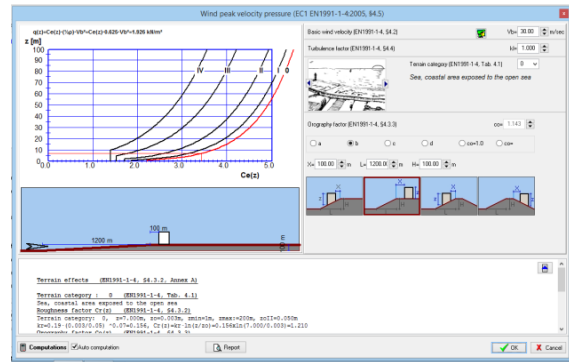 Wind peak velocity pressure (EC1 EN1991-1-4:2005, §4.5)
q(z)=Ce(z)·(½ρ)·Vb²=Ce(z)·0.625·Vb²=1.926 kN/m²
z [m]
100
90
80
70
60
50
40
30
20
10
0.0
1.0
2.0
3.0
4.0
5.0
Ce(z)
IV
III
II
I
0
1200 m
100 m
Basic wind velocity (EN1991-1-4, §4.2)
Vb= 30.00 m/sec
Turbulence factor (EN1991-1-4, §4.4)
kI= 1.000
Terrain category (EN1991-1-4, Tab. 4.1)
0
Sea, coastal area exposed to the open sea
Orography factor (EN1991-1-4, §4.3.3)
co= 1.143
a
b
c
d
co=1.0
co=
X= 100.00 m L= 1200.00 m H= 100.00 m
X
H
L
Terrain effects (EN1991-1-4, §4.3.2, Annex A)
Terrain category : 0 (EN1991-1-4, Tab. 4.1)
Sea, coastal area exposed to the open sea
Roughness factor Cr(z) (EN1991-1-4, §4.3.2)
Terrain category: 0, z=7.000m, zo=0.003m, zmin=1m, zmax=200m, zoII=0.050m
kr=0.19·(0.003/0.05)^0.07=0.156, Cr(z)=kr·ln(z/zo)=0.156xln(7.000/0.003)=1.210
Computations
Auto computation
Report
OK
Cancel